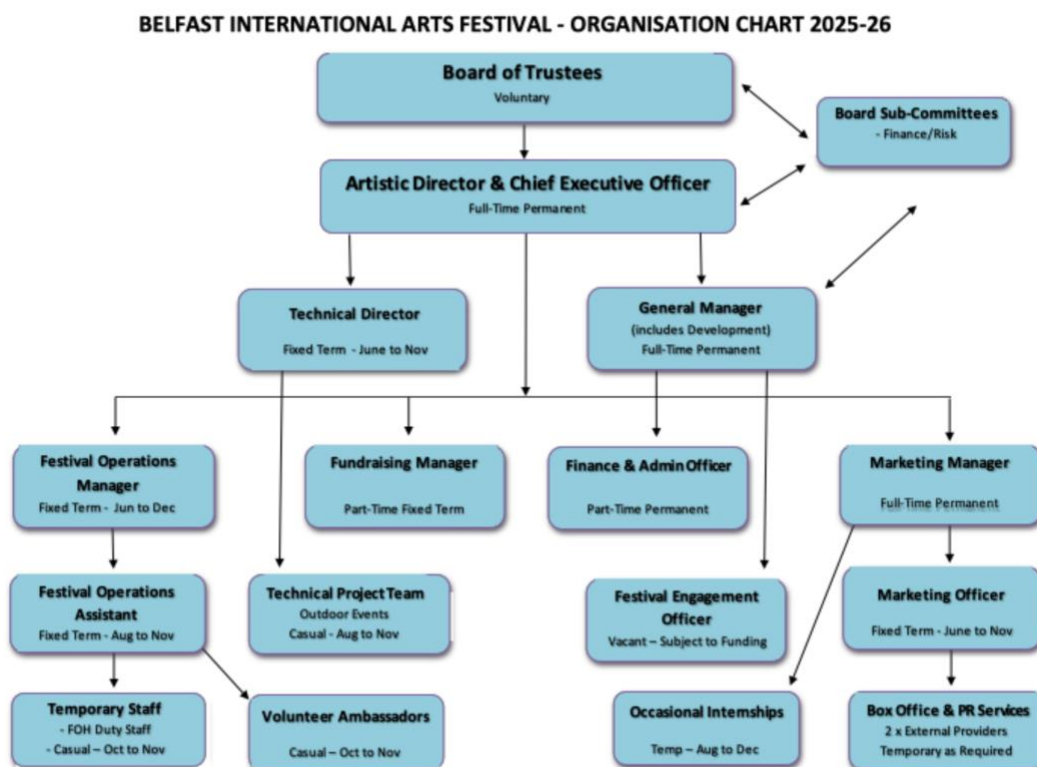 BELFAST INTERNATIONAL ARTS FESTIVAL - ORGANISATION CHART 2025-26
Board of Trustees
Voluntary
Board Sub-Committees
- Finance/Risk
Artistic Director & Chief Executive Officer
Full-Time Permanent
Technical Director
Fixed Term - June to Nov
General Manager
(includes Development)
Full-Time Permanent
Festival Operations
Manager
Fixed Term - Jun to Dec
Fundraising Manager
Part-Time Fixed Term
Finance & Admin Officer
Part-Time Permanent
Marketing Manager
Full-Time Permanent
Festival Operations
Assistant
Fixed Term - Aug to Nov
Technical Project Team
Outdoor Events
Casual - Aug to Nov
Festival Engagement
Officer
Vacant – Subject to Funding
Marketing Officer
Fixed Term - June to Nov
Temporary Staff
- FOH Duty Staff
- Casual – Oct to Nov
Volunteer Ambassadors
Casual – Oct to Nov
Occasional Internships
Temp – Aug to Dec
Box Office & PR Services
2 x External Providers
Temporary as Required